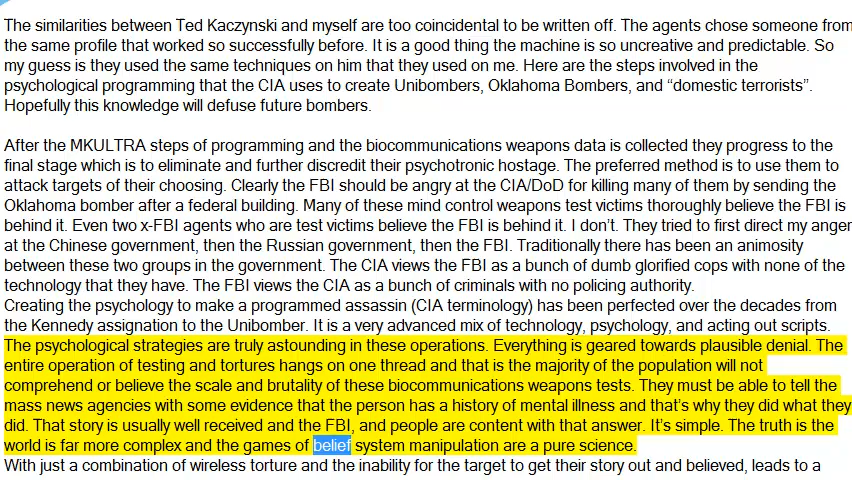 The similarities between Ted Kaczynski and myself are too coincidental to be written off. The agents chose someone from
the same profile that worked so successfully before. It is a good thing the machine is so uncreative and predictable. So
my guess is they used the same techniques on him that they used on me. Here are the steps involved in the
psychological programming that the CIA uses to create Unibombers, Oklahoma Bombers, and “domestic terrorists”.
Hopefully this knowledge will defuse future bombers.
After the MKULTRA steps of programming and the biocommunications weapons data is collected they progress to the
final stage which is to eliminate and further discredit their psychotronic hostage. The preferred method is to use them to
attack targets of their choosing. Clearly the FBI should be angry at the CIA/DoD for killing many of them by sending the
Oklahoma bomber after a federal building. Many of these mind control weapons test victims thoroughly believe the FBI is
behind it. Even two x-FBI agents who are test victims believe the FBI is behind it. I don’t. They tried to first direct my anger
at the Chinese government, then the Russian government, then the FBI. Traditionally there has been an animosity
between these two groups in the government. The CIA views the FBI as a bunch of dumb glorified cops with none of the
technology that they have. The FBI views the CIA as a bunch of criminals with no policing authority.
Creating the psychology to make a programmed assassin (CIA terminology) has been perfected over the decades from
the Kennedy assignation to the Unibomber. It is a very advanced mix of technology, psychology, and acting out scripts.
The psychological strategies are truly astounding in these operations. Everything is geared towards plausible denial. The
entire operation of testing and tortures hangs on one thread and that is the majority of the population will not
comprehend or believe the scale and brutality of these biocommunications weapons tests. They must be able to tell the
mass news agencies with some evidence that the person has a history of mental illness and that’s why they did what they
did. That story is usually well received and the FBI, and people are content with that answer. It’s simple. The truth is the
world is far more complex and the games of belief system manipulation are a pure science.
With just a combination of wireless torture and the inability for the target to get their story out and believed, leads to a